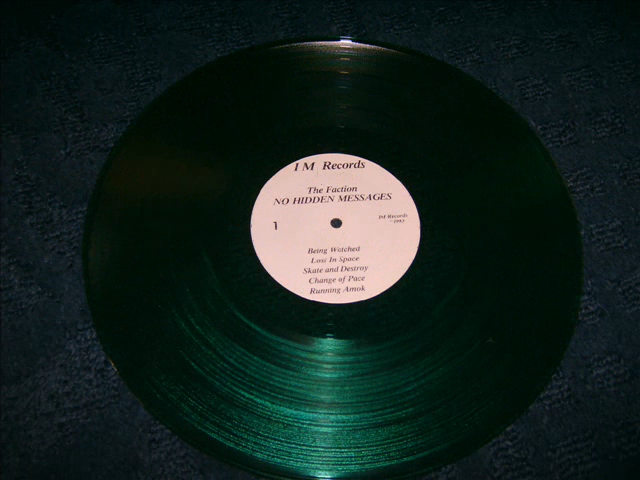 I M Records
The Faction
NO HIDDEN MESSAGES
1
IM Records
1983
Being Watched
Lost In Space
Skate and Destroy
Change of Pace
Running Amok